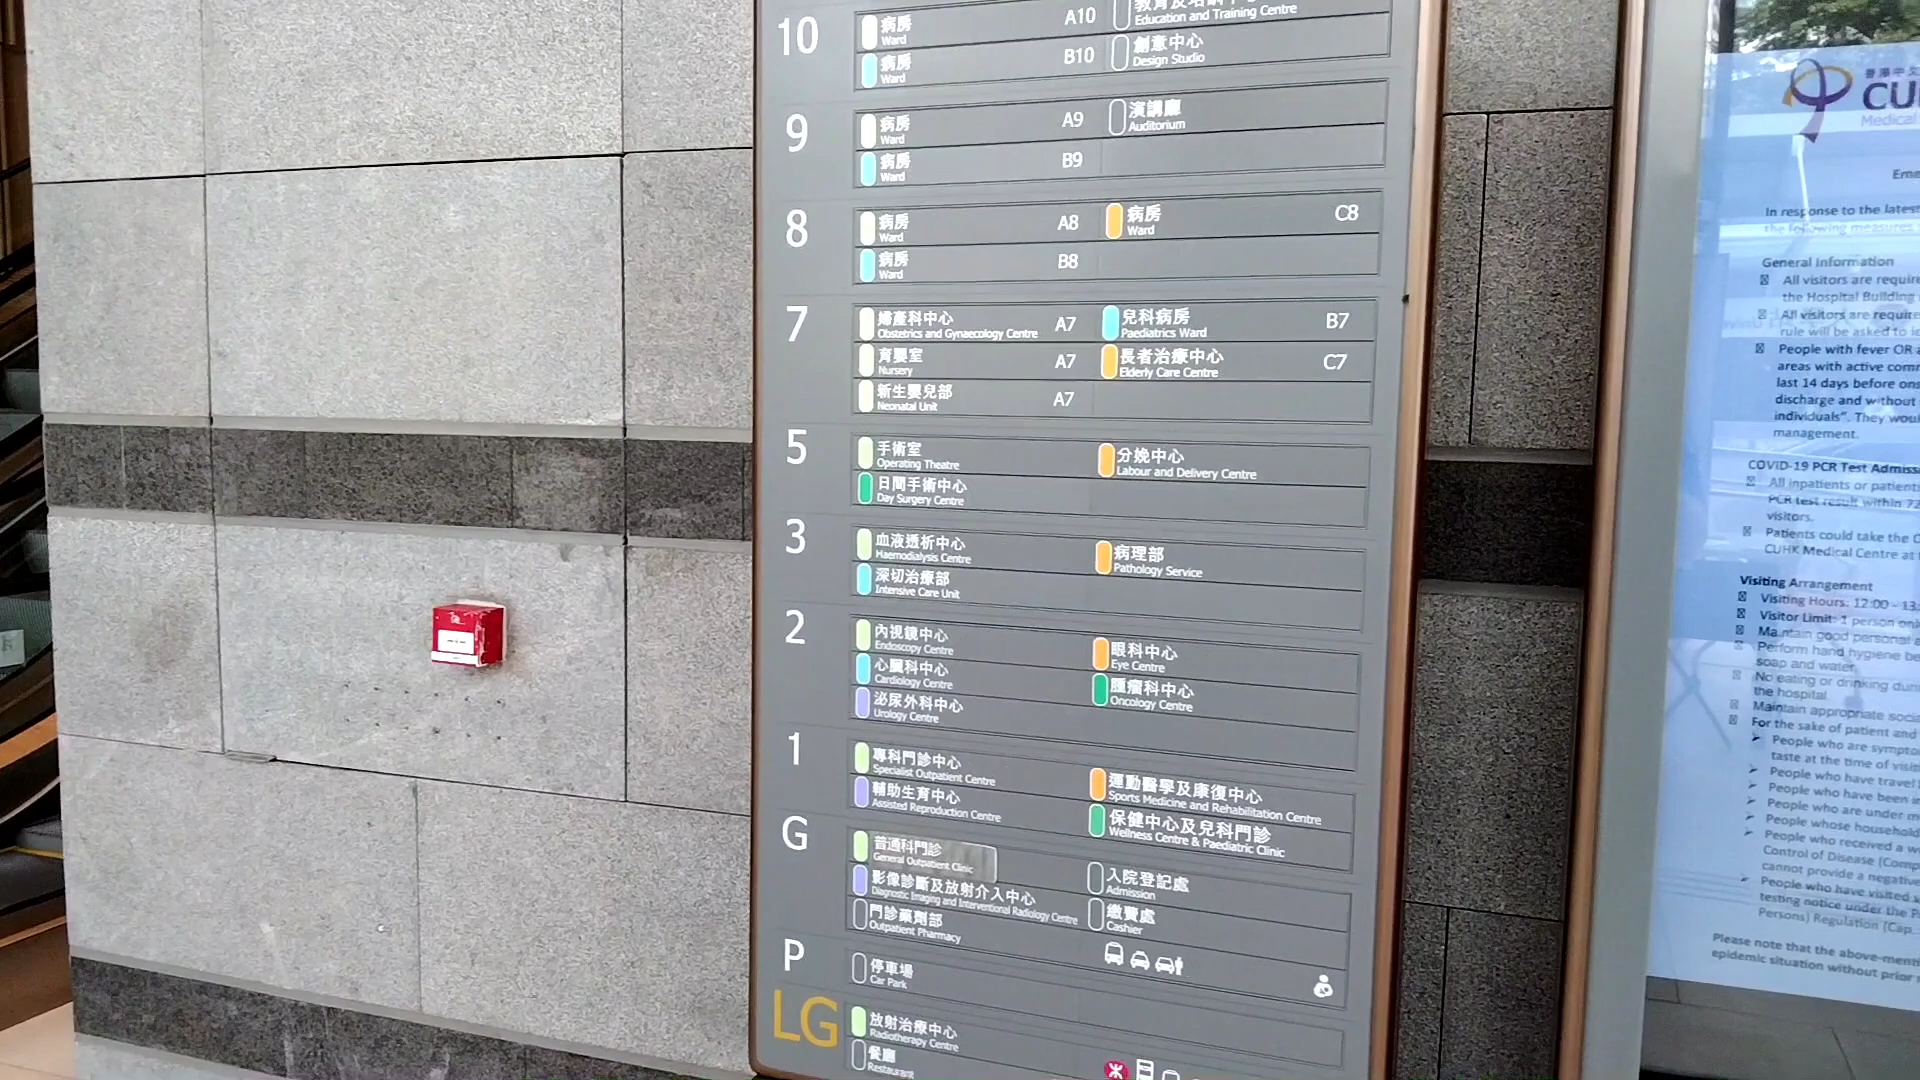 10
病房
Ward
A10
Education and Training Centre
病房
Ward
B10
創意中心
Design Studio
9
病房
Ward
A9
演講廳
Auditorium
病房
Ward
B9
8
病房
Ward
A8
病房
Ward
C8
病房
Ward
B8
7
婦產科中心
Obstetrics and Gynaecology Centre
A7
兒科病房
Paediatrics Ward
B7
育嬰室
Nursery
A7
長者治療中心
Elderly Care Centre
C7
新生嬰兒部
Neonatal Unit
A7
5
手術室
Operating Theatre
分娩中心
Labour and Delivery Centre
日間手術中心
Day Surgery Centre
3
血液透析中心
Haemodialysis Centre
病理部
Pathology Service
深切治療部
Intensive Care Unit
2
內視鏡中心
Endoscopy Centre
眼科中心
Eye Centre
心臟科中心
Cardiology Centre
腫瘤科中心
Oncology Centre
泌尿外科中心
Urology Centre
1
專科門診中心
Specialist Outpatient Centre
運動醫學及康復中心
Sports Medicine and Rehabilitation Centre
輔助生育中心
Assisted Reproduction Centre
保健中心及兒科門診
Wellness Centre & Paediatric Clinic
G
普通科門診
General Outpatient Clinic
入院登記處
Admission
影像診斷及放射介入中心
Diagnostic Imaging and Interventional Radiology Centre
繳費處
Cashier
門診藥劑部
Outpatient Pharmacy
P
停車場
Car Park
LG
放射治療中心
Radiotherapy Centre
餐廳
Restaurant
香港中文
Medical
In response to the latest
the following measures
General Information
All visitors are require
the Hospital Building
All visitors are require
rule will be asked to
People with fever OR
areas with active com
last 14 days before ons
discharge and without
individuals". They wou
management.
COVID-19 PCR Test Admiss
All inpatients or patient
PCR test result within 72
visitors.
Patients could take the C
CUHK Medical Centre at
Visiting Arrangement
Visiting Hours: 12:00 - 13
Visitor Limit: 1 person on
Maintain good personal
Perform hand hygiene be
soap and water.
No eating or drinking dur
the hospital.
Maintain appropriate soci
For the sake of patient and
People who are sympto
taste at the time of visit
People who have travel
People who have been in
People who are under m
People whose household
People who received a w
Control of Disease (Comp
cannot provide a negative
People who have visited
testing notice under the P
Persons) Regulation (Cap.
Please note that the above-menti
epidemic situation without prior